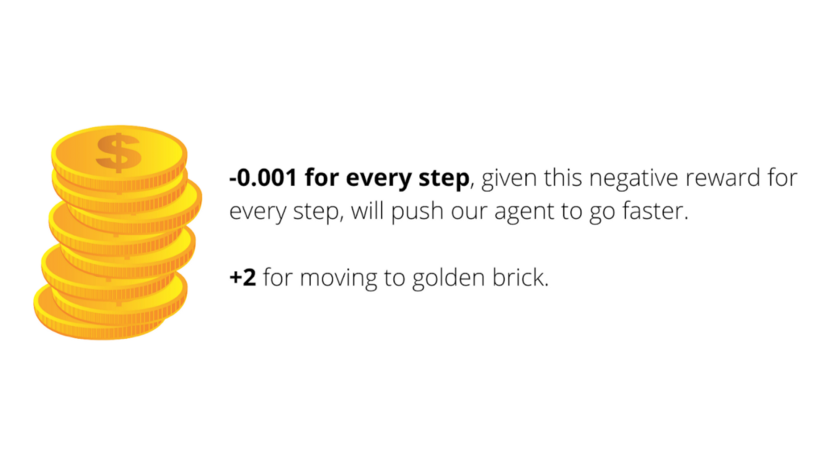 $
-0.001 for every step, given this negative reward for
every step, will push our agent to go faster.
+2 for moving to golden brick.